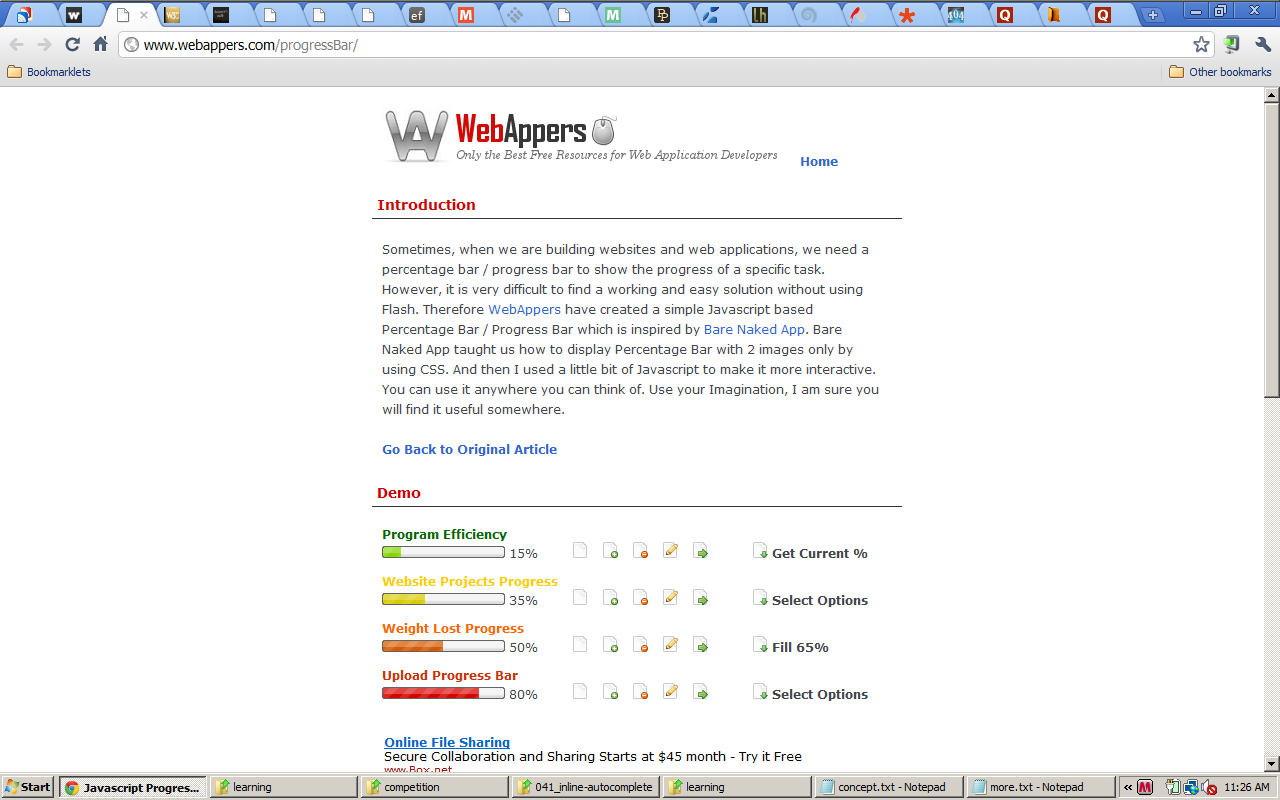 www.webappers.com/progressBar/
Bookmarklets
Other bookmarks
WebAppers
Only the Best Free Resources for Web Application Developers
Home
Introduction
Sometimes, when we are building websites and web applications, we need a
percentage bar / progress bar to show the progress of a specific task.
However, it is very difficult to find a working and easy solution without using
Flash. Therefore WebAppers have created a simple Javascript based
Percentage Bar / Progress Bar which is inspired by Bare Naked App. Bare
Naked App taught us how to display Percentage Bar with 2 images only by
using CSS. And then I used a little bit of Javascript to make it more interactive.
You can use it anywhere you can think of. Use your Imagination, I am sure you
will find it useful somewhere.
Go Back to Original Article
Demo
Program Efficiency
15% Get Current %
Website Projects Progress
35% Select Options
Weight Lost Progress
50% Fill 65%
Upload Progress Bar
80% Select Options
Online File Sharing
Secure Collaboration and Sharing Starts at $45 month - Try it Free
www.Box.net
Start Javascript Progres... learning competition 041_inline-autocomplete learning concept.txt - Notepad more.txt - Notepad « M 11:26 AM